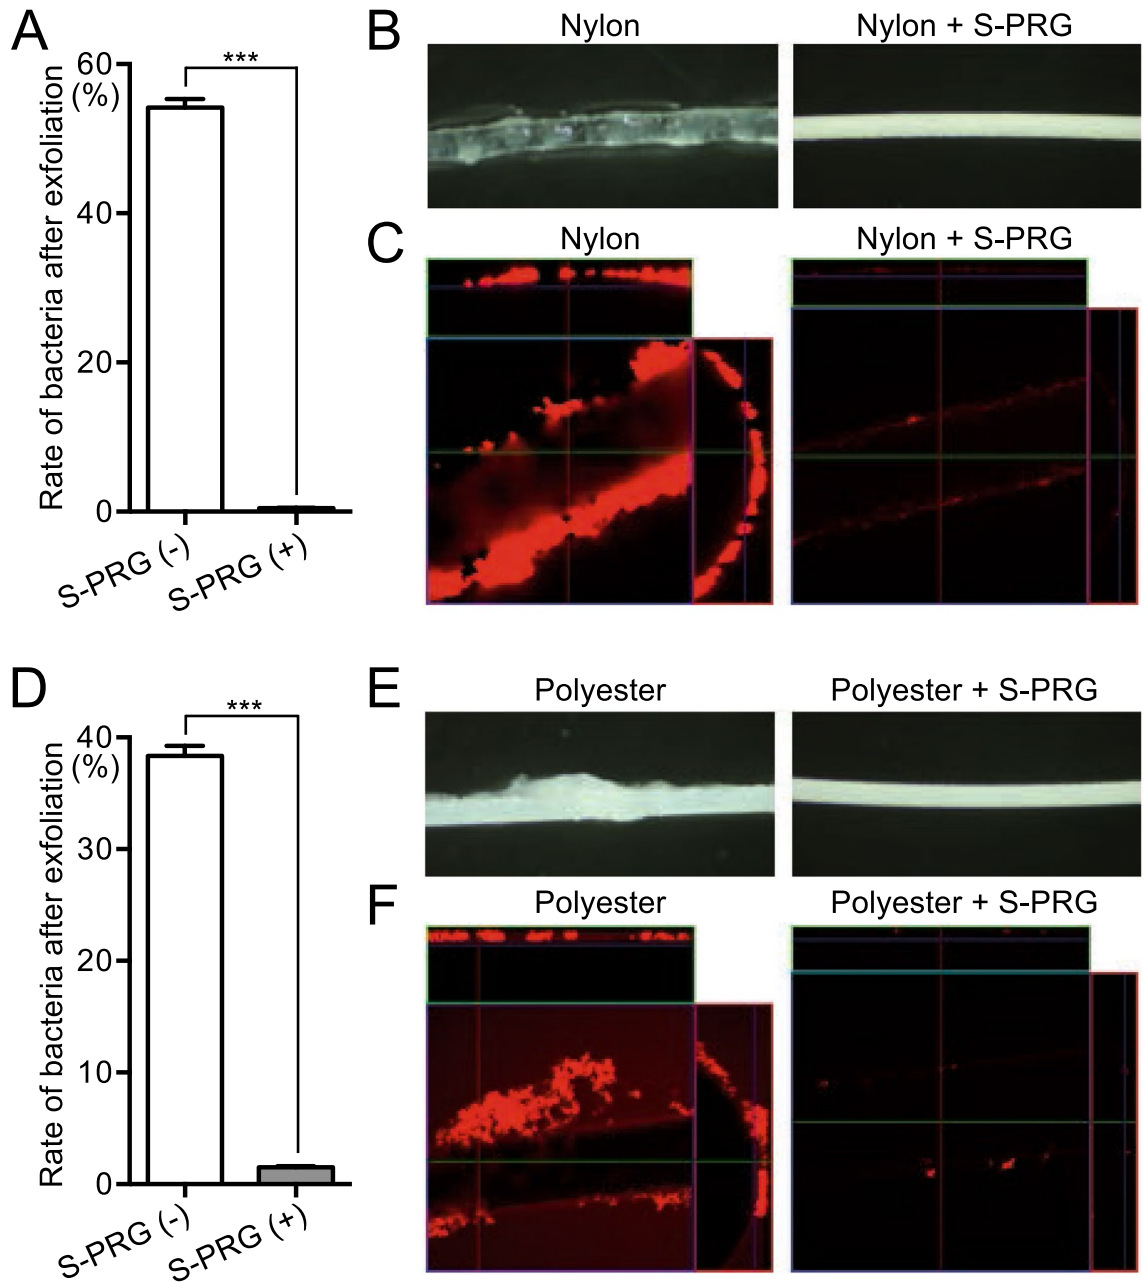 A
Rate of bacteria after exfoliation
60
(%)
40
20
0
***
S-PRG (-)
S-PRG (+)
B
Nylon
Nylon + S-PRG
C
Nylon
Nylon + S-PRG
D
Rate of bacteria after exfoliation
40
(%)
30
20
10
0
***
S-PRG (-)
S-PRG (+)
E
Polyester
Polyester + S-PRG
F
Polyester
Polyester + S-PRG